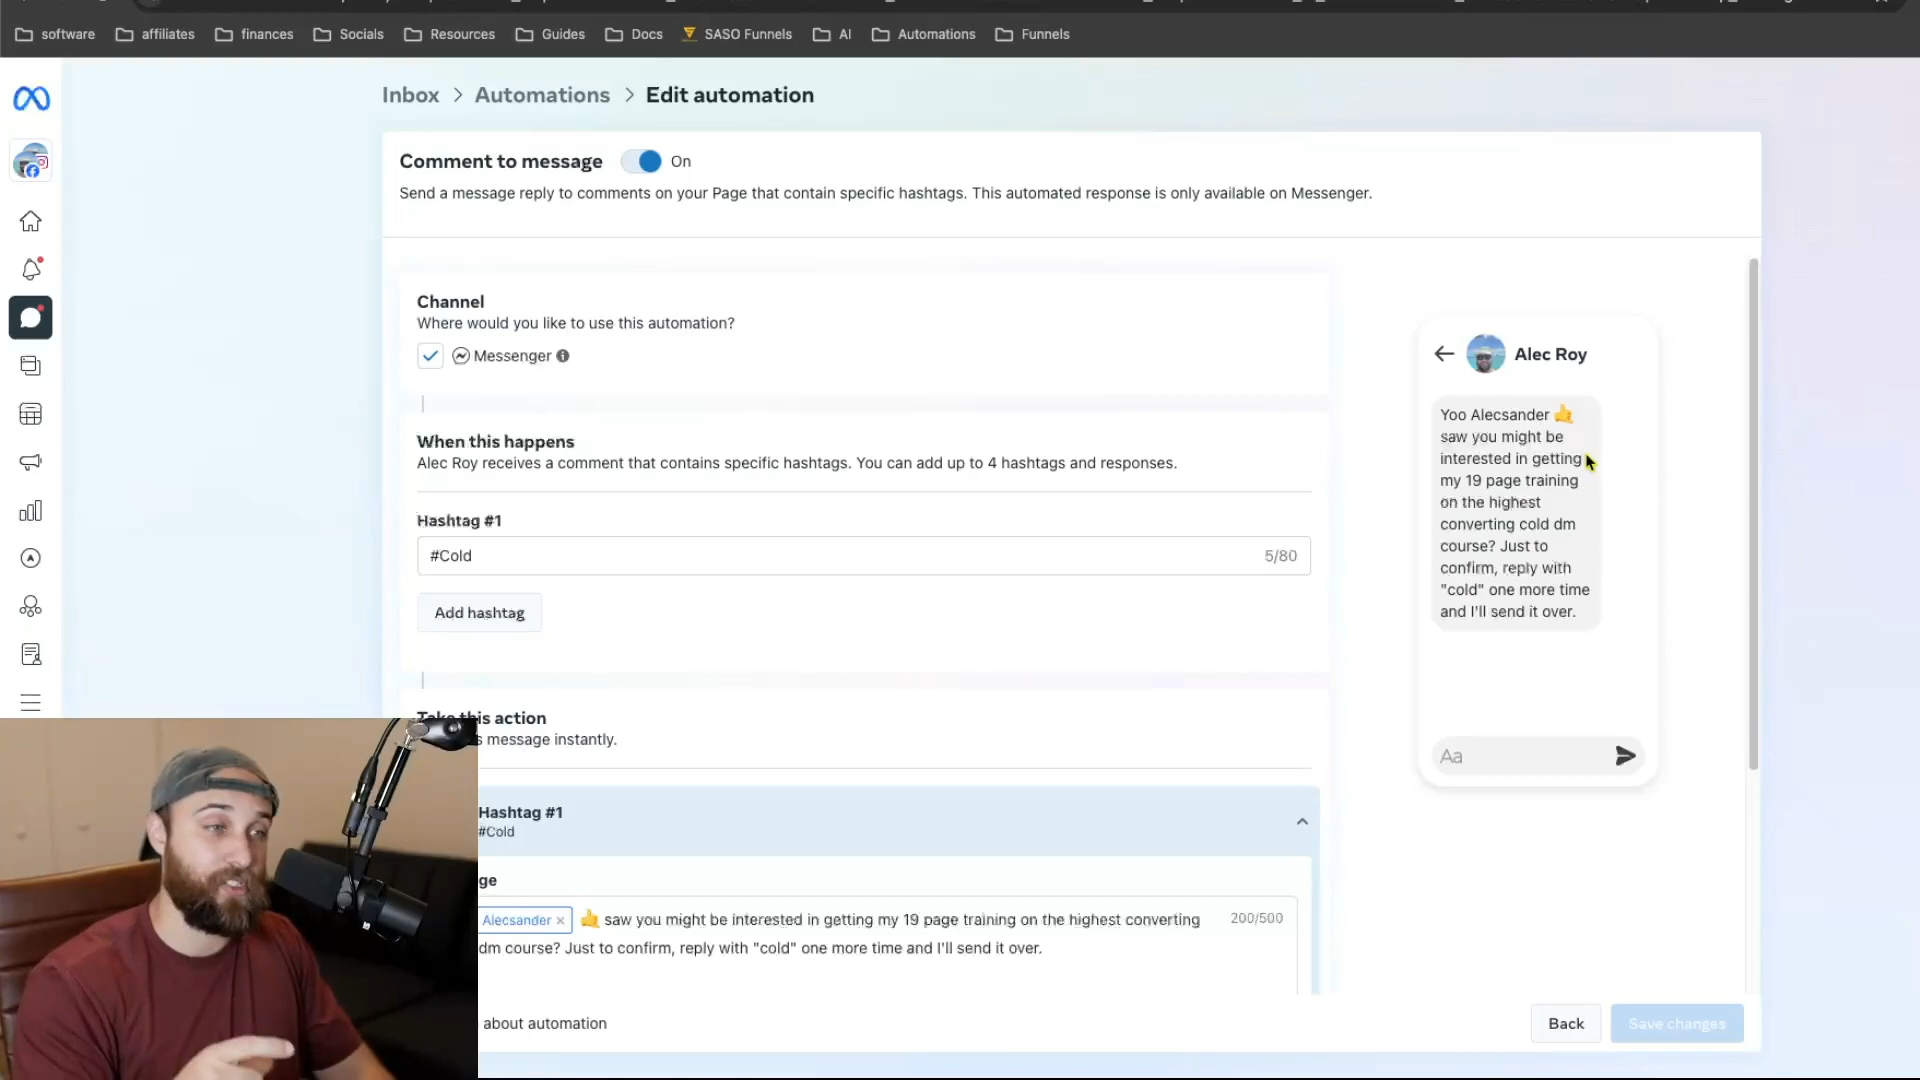 software affiliates finances Socials Resources Guides Docs SASO Funnels AI Automations Funnels
Inbox > Automations > Edit automation
Comment to message On
Send a message reply to comments on your Page that contain specific hashtags. This automated response is only available on Messenger.
Channel
Where would you like to use this automation?
Messenger
When this happens
Alec Roy receives a comment that contains specific hashtags. You can add up to 4 hashtags and responses.
Hashtag #1
#Cold 5/80
Add hashtag
Take this action
message instantly.
Hashtag #1
#Cold
ge
Alecsander × 🤙 saw you might be interested in getting my 19 page training on the highest converting 200/500
dm course? Just to confirm, reply with "cold" one more time and I'll send it over.
about automation
Back Save changes
Alec Roy
Yoo Alecsander 🤙
saw you might be
interested in getting
my 19 page training
on the highest
converting cold dm
course? Just to
confirm, reply with
"cold" one more time
and I'll send it over.
Aa